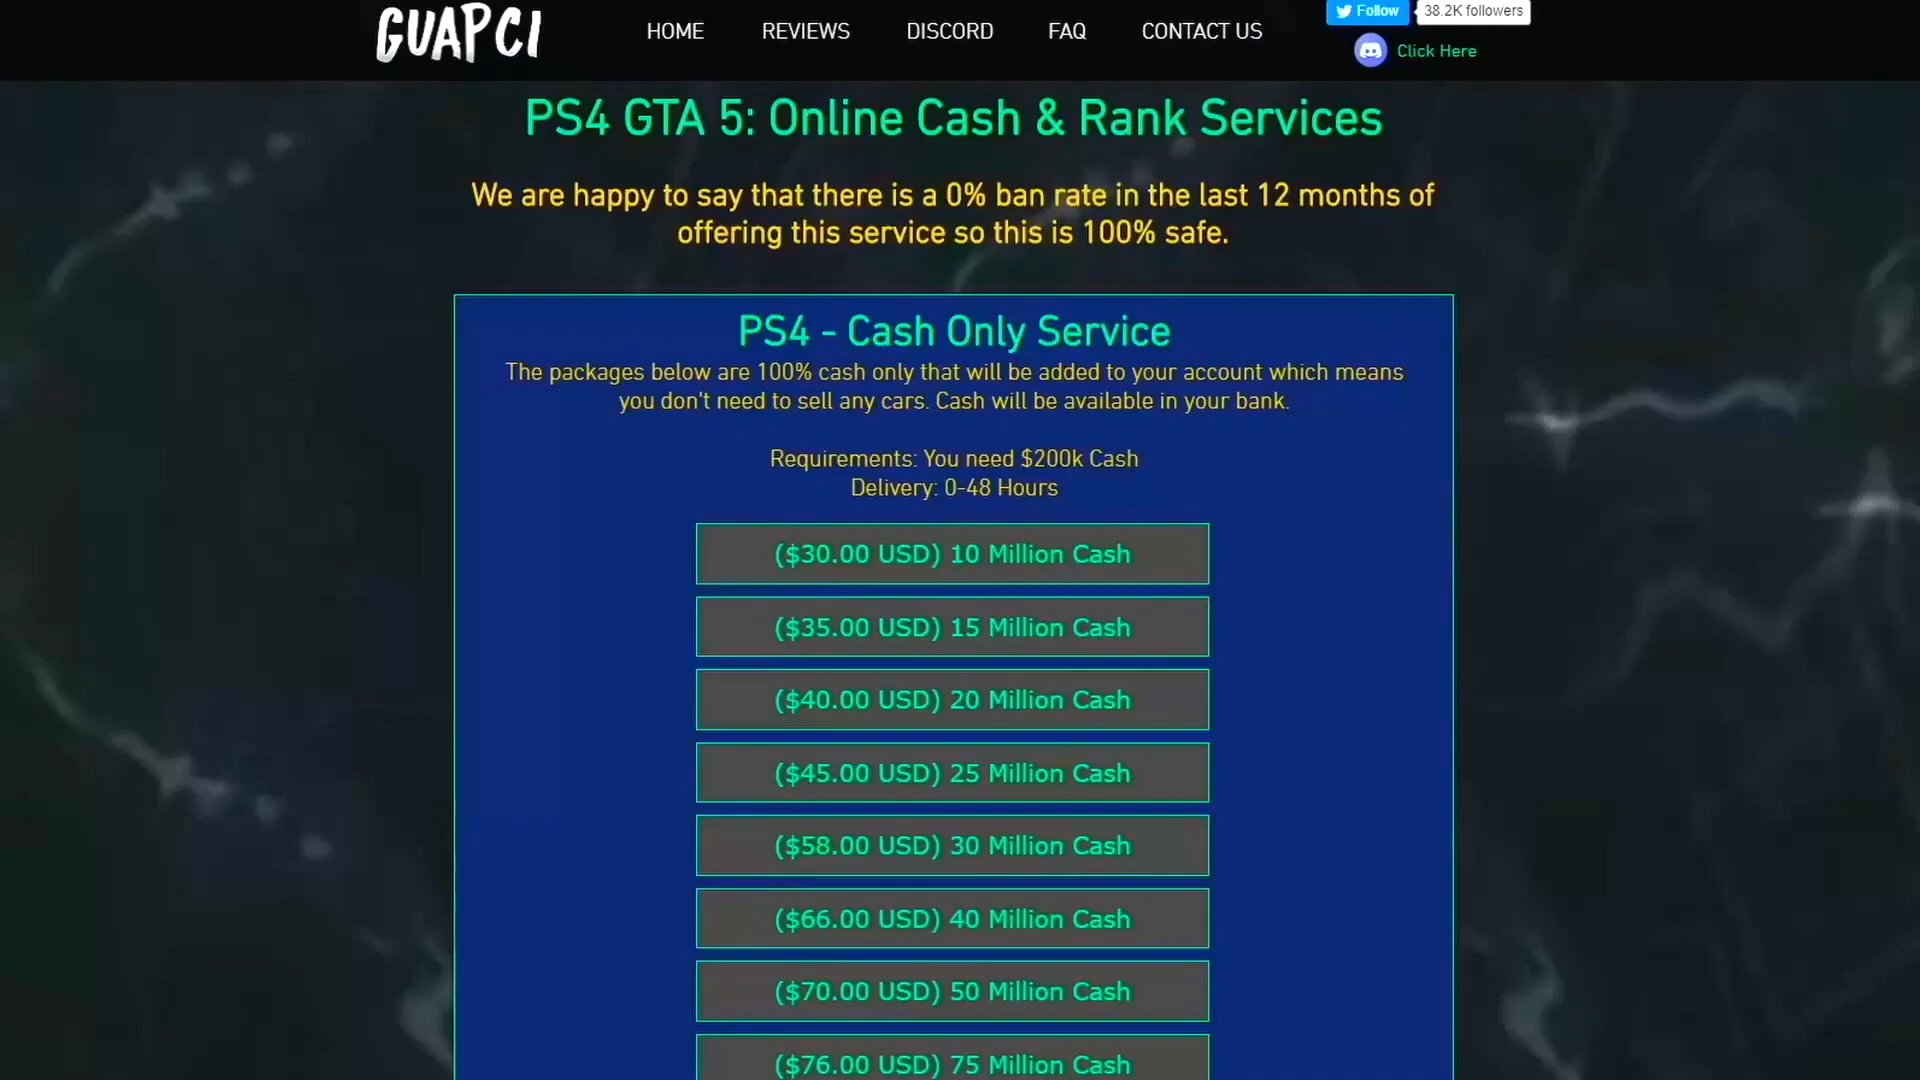 GUAPCI
HOME
REVIEWS
DISCORD
FAQ
CONTACT US
Follow
38.2K followers
Click Here
PS4 GTA 5: Online Cash & Rank Services
We are happy to say that there is a 0% ban rate in the last 12 months of
offering this service so this is 100% safe.
PS4 - Cash Only Service
The packages below are 100% cash only that will be added to your account which means
you don't need to sell any cars. Cash will be available in your bank.
Requirements: You need $200k Cash
Delivery: 0-48 Hours
($30.00 USD) 10 Million Cash
($35.00 USD) 15 Million Cash
($40.00 USD) 20 Million Cash
($45.00 USD) 25 Million Cash
($58.00 USD) 30 Million Cash
($66.00 USD) 40 Million Cash
($70.00 USD) 50 Million Cash
($76.00 USD) 75 Million Cash